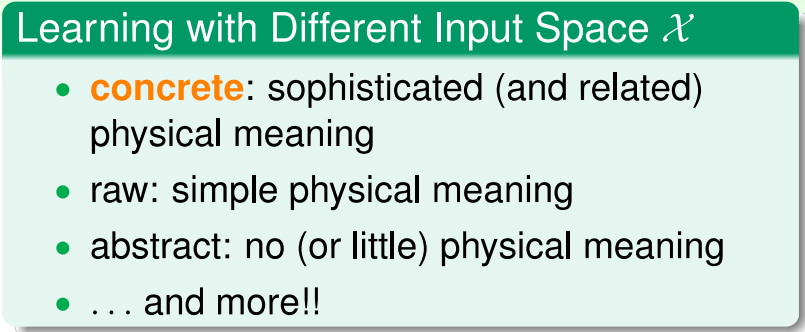 Learning with Different Input Space 𝒳
• concrete: sophisticated (and related)
physical meaning
• raw: simple physical meaning
• abstract: no (or little) physical meaning
• . . . and more!!